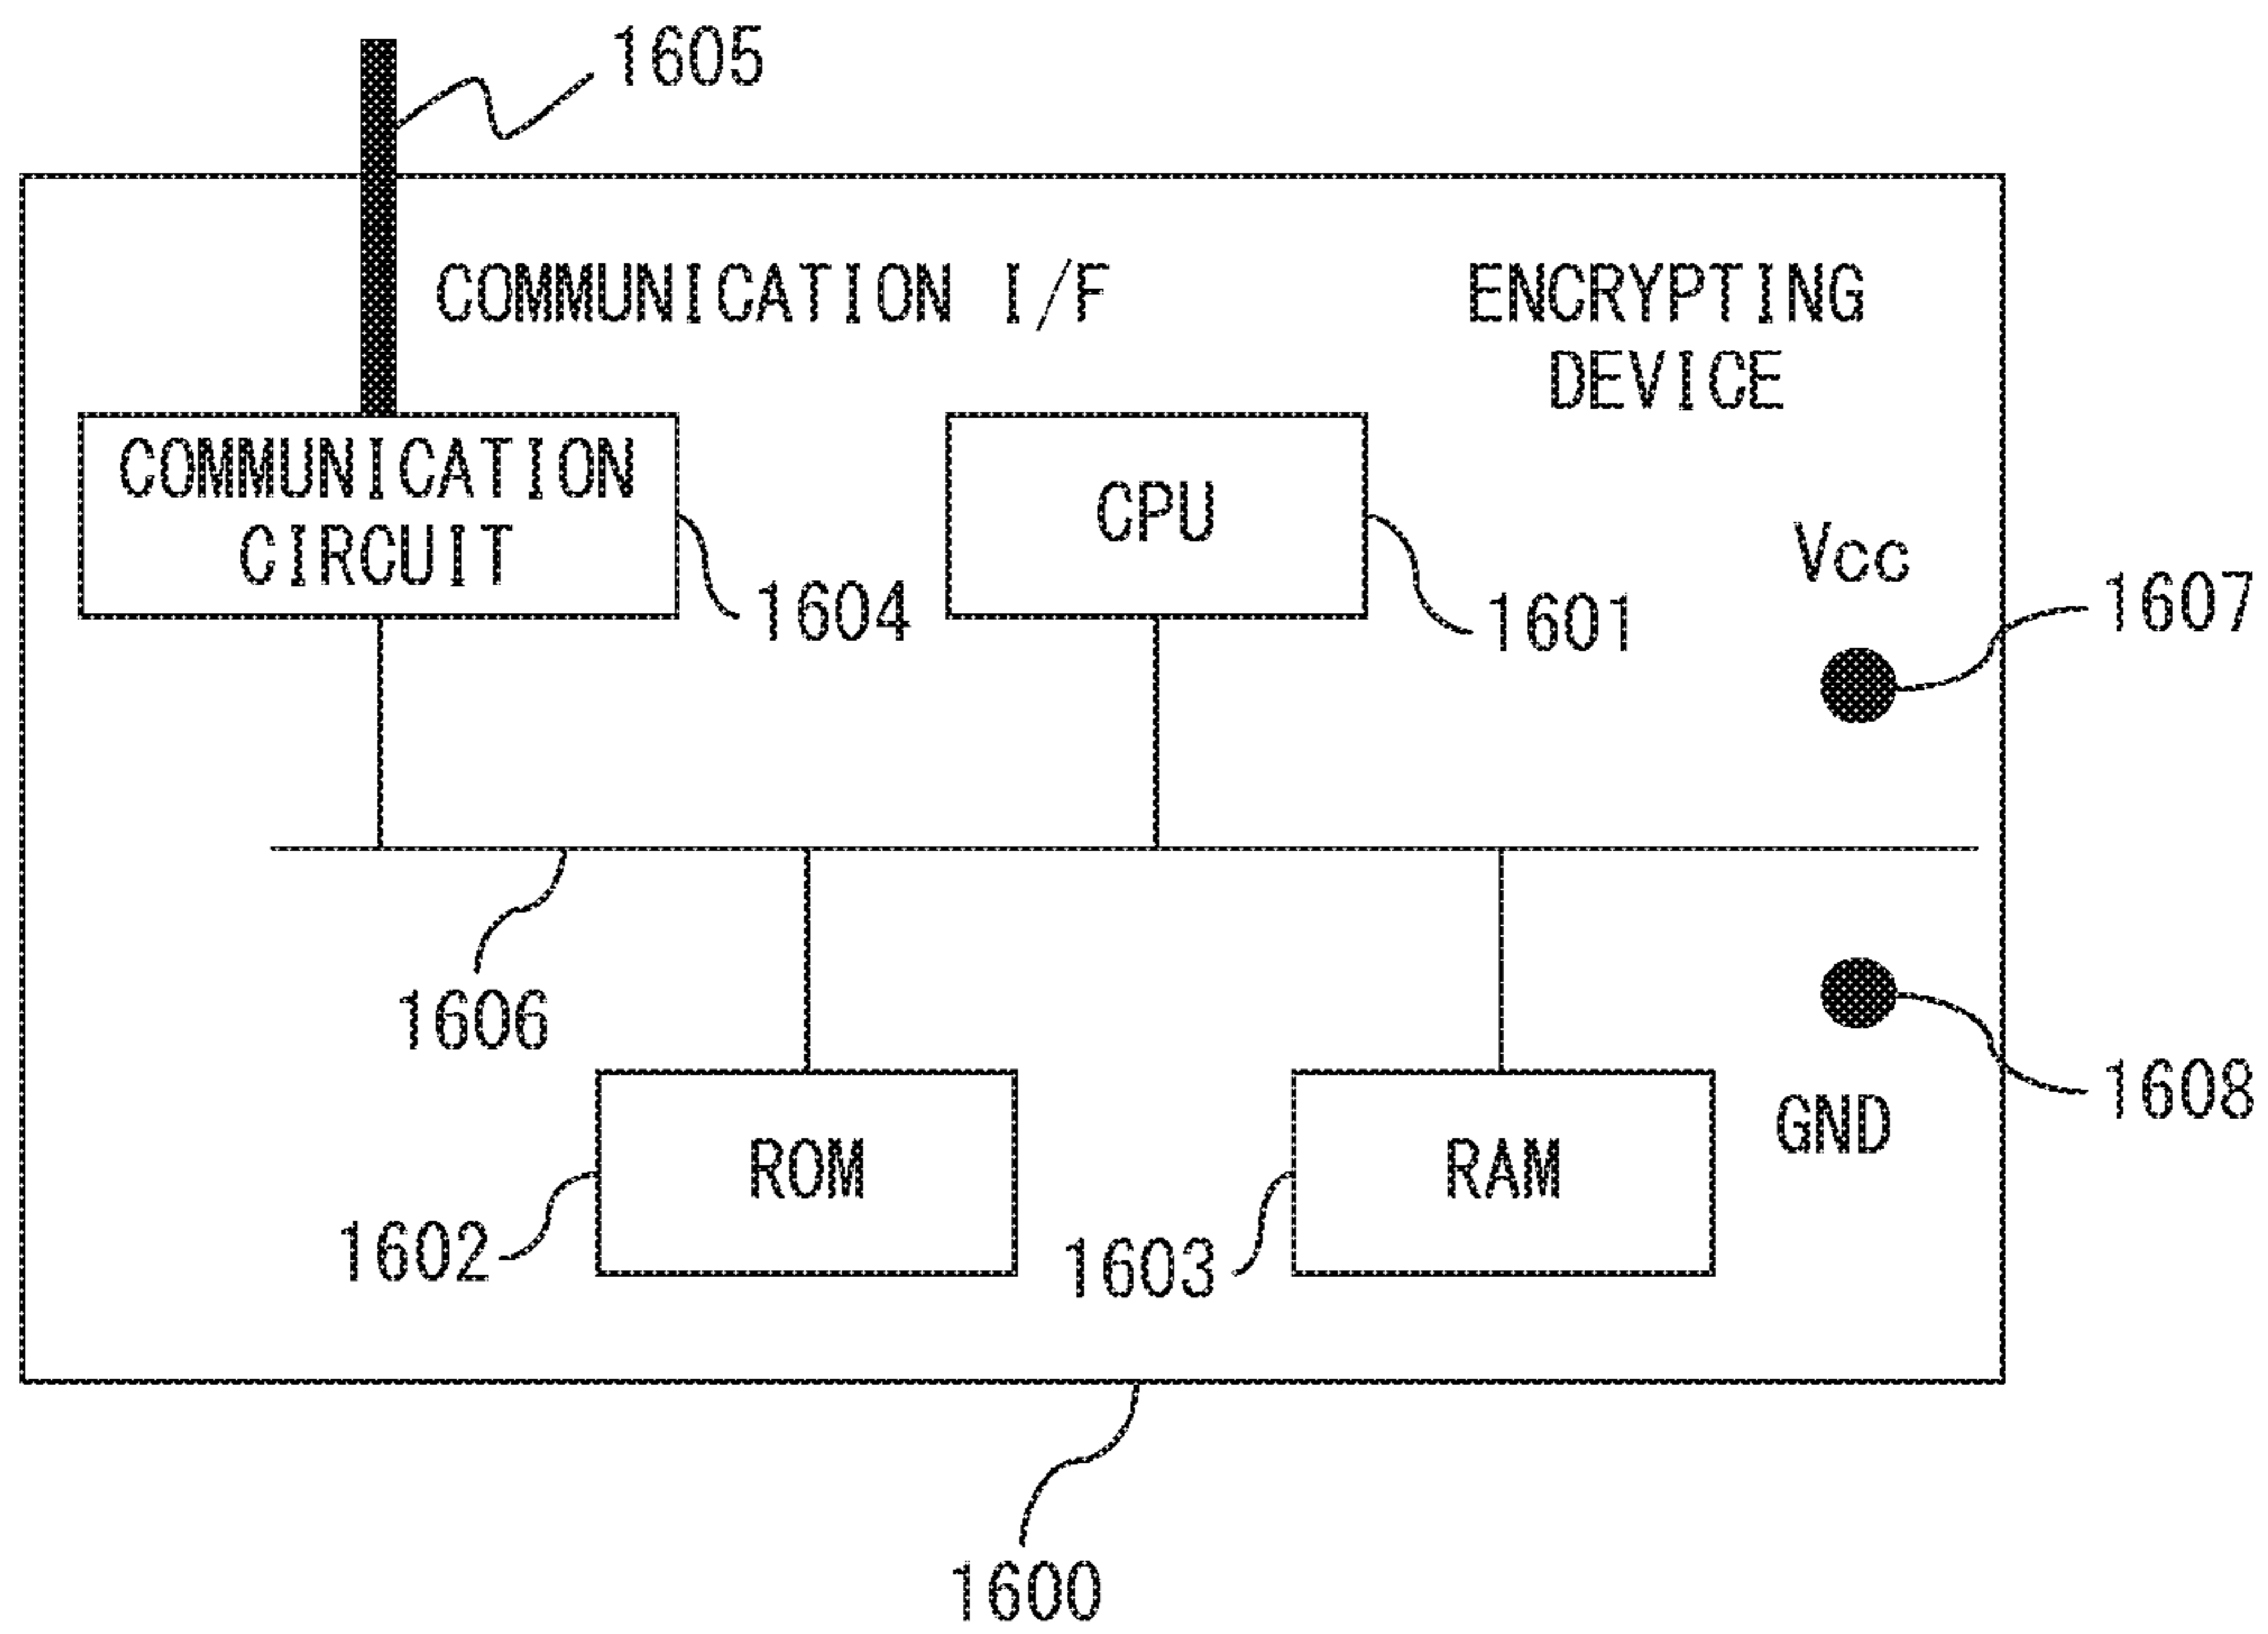 1605
COMMUNICATION I/F
ENCRYPTING
DEVICE
COMMUNICATION
CIRCUIT
1604
CPU
1601
Vcc
1607
1606
ROM
1602
RAM
1603
GND
1608
1600